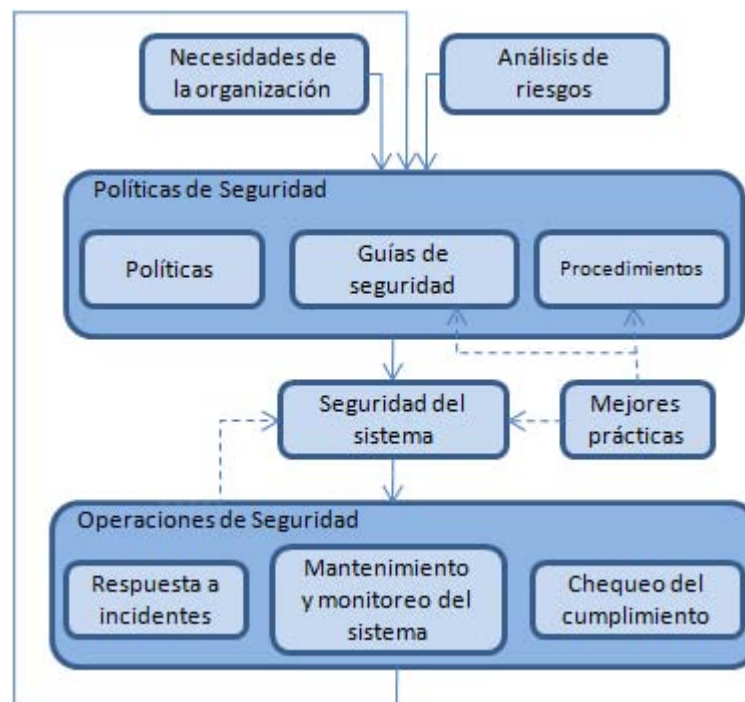 Necesidades de
la organización
Análisis de
riesgos
Políticas de Seguridad
Políticas
Guías de
seguridad
Procedimientos
Seguridad del
sistema
Mejores
prácticas
Operaciones de Seguridad
Respuesta a
incidentes
Mantenimiento
y monitoreo del
sistema
Chequeo del
cumplimiento